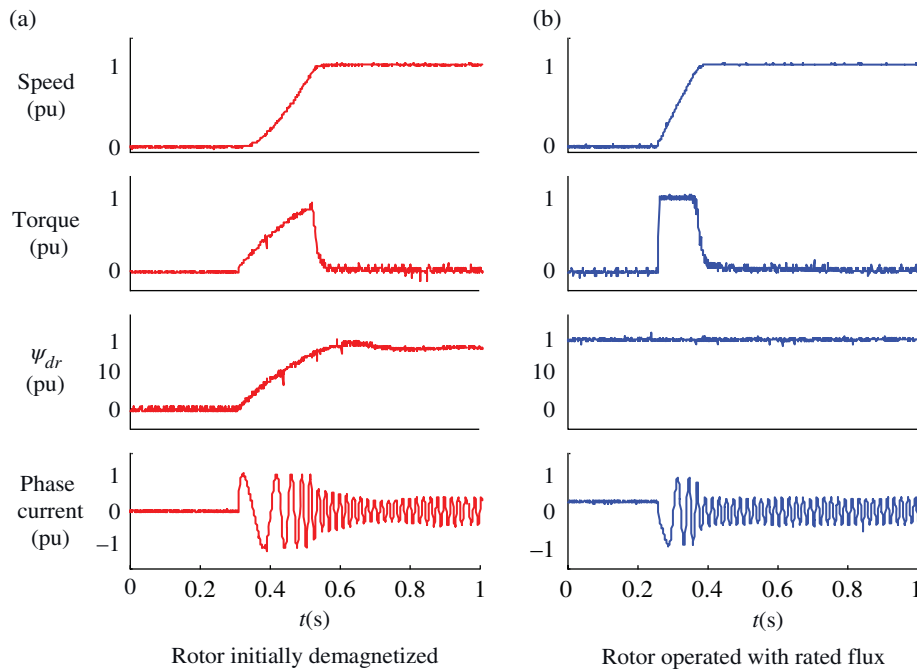 (a)
(b)
Speed
(pu)
1
0
1
0
Torque
(pu)
1
0
1
0
ψdr
(pu)
1
10
0
1
10
0
Phase
current
(pu)
1
0
−1
1
0
−1
0 0.2 0.4 0.6 0.8 1
0 0.2 0.4 0.6 0.8 1
t(s)
t(s)
Rotor initially demagnetized
Rotor operated with rated flux